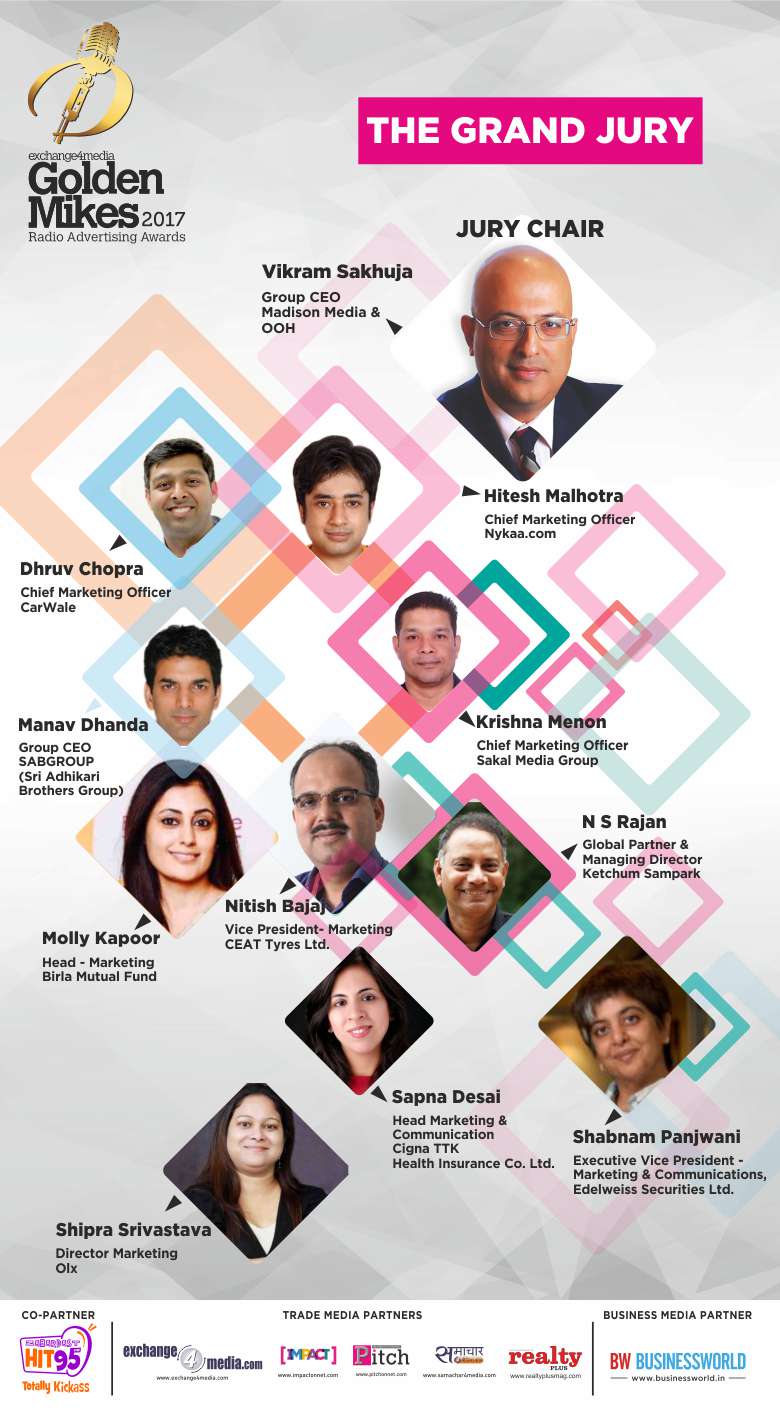 exchange4media
Golden
Mikes 2017
Radio Advertising Awards
THE GRAND JURY
JURY CHAIR
Vikram Sakhuja
Group CEO
Madison Media &
OOH
Hitesh Malhotra
Chief Marketing Officer
Nykaa.com
Dhruv Chopra
Chief Marketing Officer
CarWale
Manav Dhanda
Group CEO
SABGROUP
(Sri Adhikari
Brothers Group)
Krishna Menon
Chief Marketing Officer
Sakal Media Group
N S Rajan
Global Partner &
Managing Director
Ketchum Sampark
Nitish Bajaj
Vice President- Marketing
CEAT Tyres Ltd.
Molly Kapoor
Head - Marketing
Birla Mutual Fund
Sapna Desai
Head Marketing &
Communication
Cigna TTK
Health Insurance Co. Ltd.
Shabnam Panjwani
Executive Vice President -
Marketing & Communications,
Edelweiss Securities Ltd.
Shipra Srivastava
Director Marketing
Olx
CO-PARTNER
HIT 95
Totally Kickass
TRADE MEDIA PARTNERS
exchange 4 media.com
www.exchange4media.com
[IMPACT]
www.impactonnet.com
Pitch
www.pitchonnet.com
समाचार
www.samachar4media.com
realty
PLUS
www.realtyplusmag.com
BUSINESS MEDIA PARTNER
BW BUSINESSWORLD
www.businessworld.in